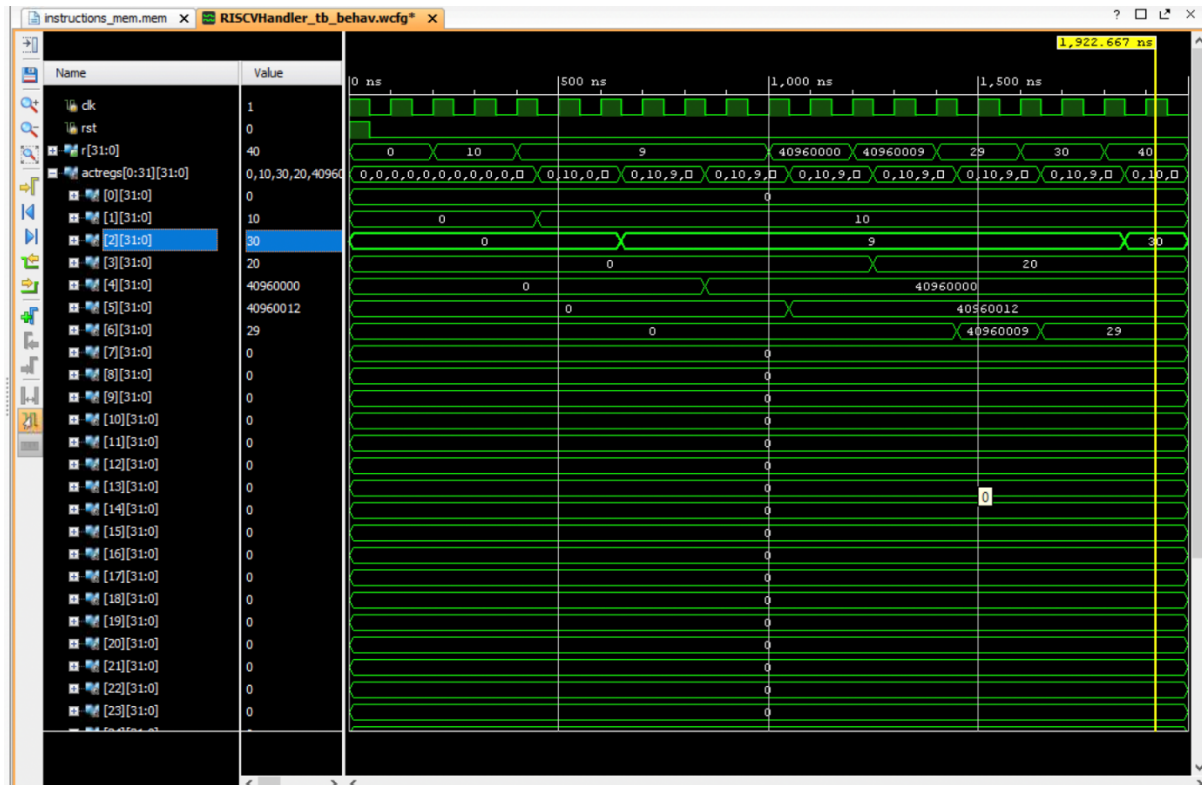 instructions_mem.mem X RISCVHandler_tb_behav.wcfg* X ?
1,922.667 ns
Name Value 0 ns 500 ns 1,000 ns 1,500 ns
clk 1
rst 0
r[31:0] 40 0 10 9 40960000 40960009 29 30 40
actregs[0:31][31:0] 0,10,30,20,4096 0,0,0,0,0,0,0,0,0,0, 0,10,0,0, 0,10,9,0, 0,10,9,0, 0,10,9,0, 0,10,9,0, 0,10,9,0, 0,10,9,0, 0,10,
[0][31:0] 0 0
[1][31:0] 10 0 10
[2][31:0] 30 0 9 30
[3][31:0] 20 0 20
[4][31:0] 40960000 0 40960000
[5][31:0] 40960012 0 40960012
[6][31:0] 29 0 40960009 29
[7][31:0] 0 0
[8][31:0] 0 0
[9][31:0] 0 0
[10][31:0] 0 0
[11][31:0] 0 0
[12][31:0] 0 0
[13][31:0] 0 0 0
[14][31:0] 0 0
[15][31:0] 0 0
[16][31:0] 0 0
[17][31:0] 0 0
[18][31:0] 0 0
[19][31:0] 0 0
[20][31:0] 0 0
[21][31:0] 0 0
[22][31:0] 0 0
[23][31:0] 0 0